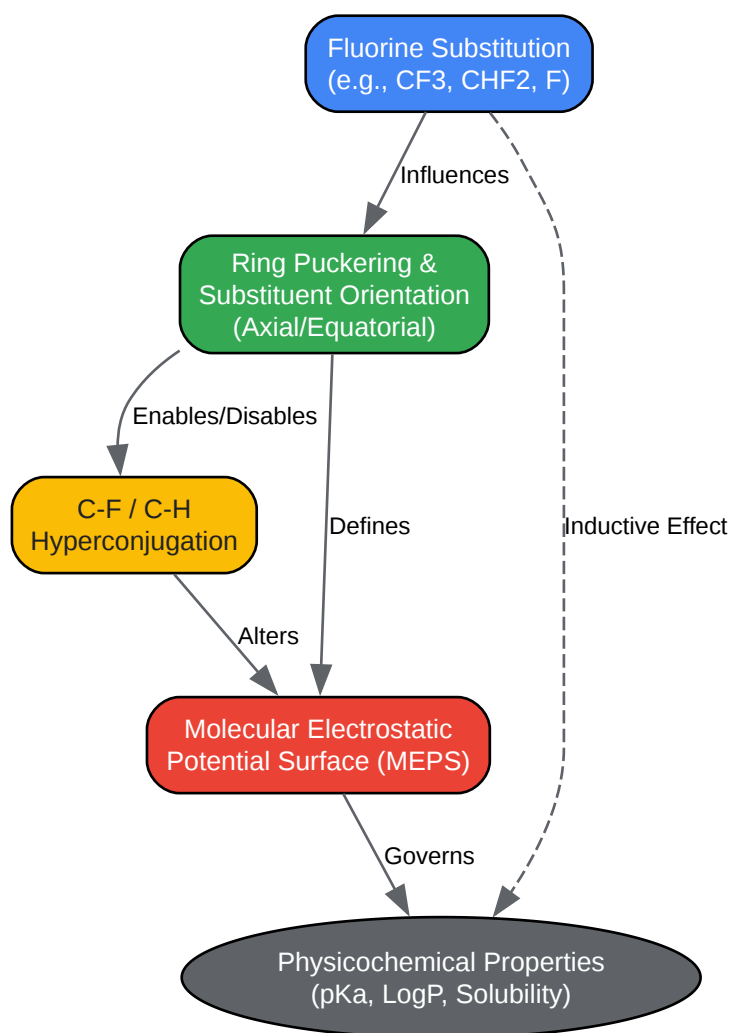 Fluorine Substitution
(e.g., CF3, CHF2, F)
Influences
Ring Puckering &
Substituent Orientation
(Axial/Equatorial)
Enables/Disables
C-F / C-H
Hyperconjugation
Defines
Inductive Effect
Alters
Molecular Electrostatic
Potential Surface (MEPS)
Governs
Physicochemical Properties
(pKa, LogP, Solubility)